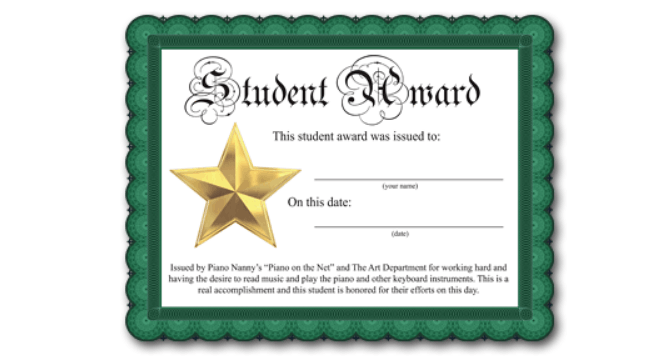 Student Award
This student award was issued to:
(your name)
On this date:
(date)
Issued by Piano Nanny's "Piano on the Net" and The Art Department for working hard and
having the desire to read music and play the piano and other keyboard instruments. This is a
real accomplishment and this student is honored for their efforts on this day.